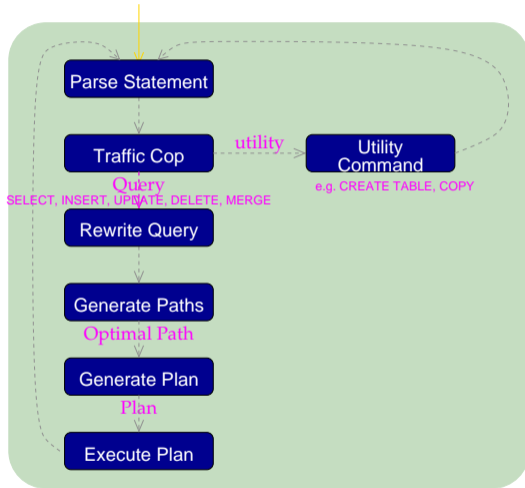 Parse Statement
Traffic Cop
utility
Utility
Command
e.g. CREATE TABLE, COPY
Query
SELECT, INSERT, UPDATE, DELETE, MERGE
Rewrite Query
Generate Paths
Optimal Path
Generate Plan
Plan
Execute Plan